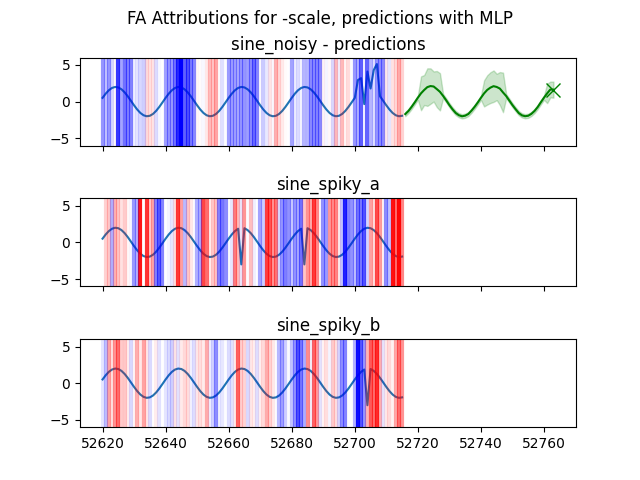 FA Attributions for -scale, predictions with MLP
sine_noisy - predictions
5
0
−5
sine_spiky_a
5
0
−5
sine_spiky_b
5
0
−5
52620 52640 52660 52680 52700 52720 52740 52760